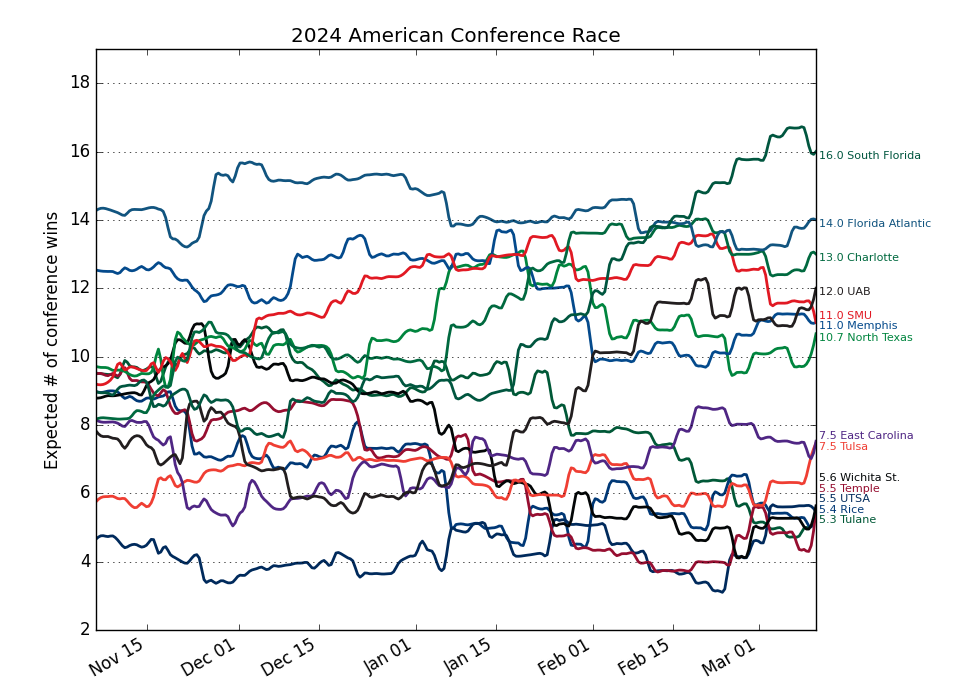 2024 American Conference Race
Expected # of conference wins
18
16
14
12
10
8
6
4
2
Nov 15
Dec 01
Dec 15
Jan 01
Jan 15
Feb 01
Feb 15
Mar 01
16.0 South Florida
14.0 Florida Atlantic
13.0 Charlotte
12.0 UAB
11.0 SMU
11.0 Memphis
10.7 North Texas
7.5 East Carolina
7.5 Tulsa
5.6 Wichita St.
5.5 Temple
5.5 UTSA
5.4 Rice
5.3 Tulane